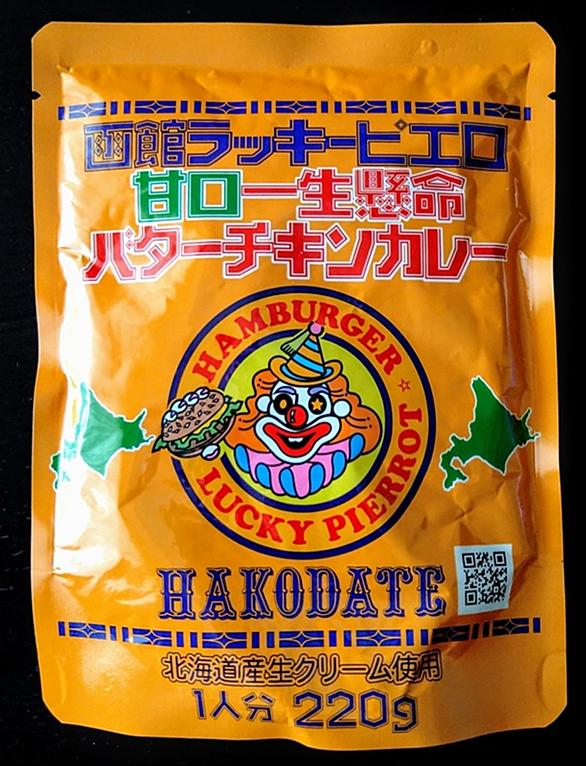 函館ラッキーピエロ
甘口一生懸命
バターチキンカレー
HAMBURGER ☆
LUCKY PIERROT
HAKODATE
北海道産生クリーム使用
1人分 220g